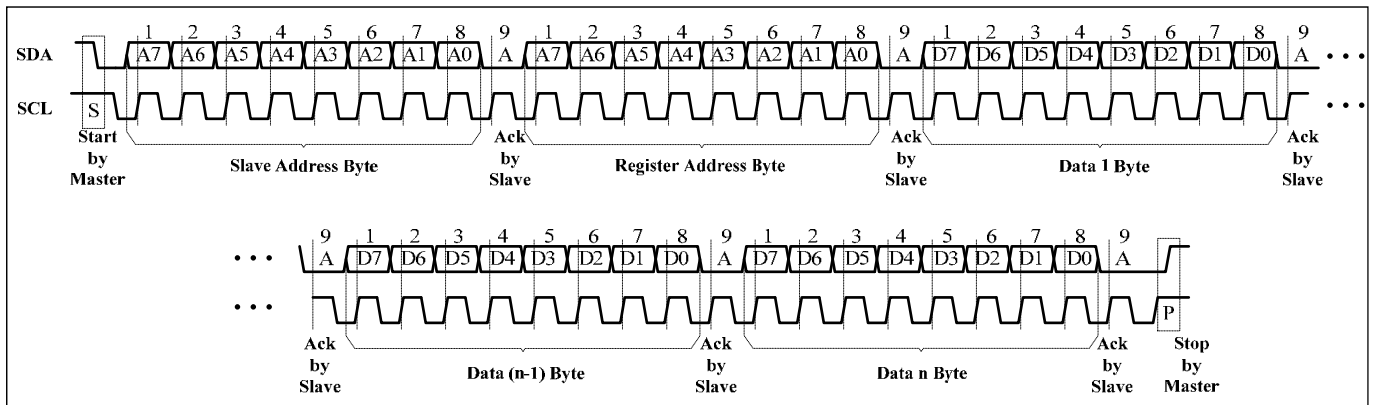 1 2 3 4 5 6 7 8 9 1 2 3 4 5 6 7 8 9 1 2 3 4 5 6 7 8 9
SDA A7 A6 A5 A4 A3 A2 A1 A0 A A7 A6 A5 A4 A3 A2 A1 A0 A D7 D6 D5 D4 D3 D2 D1 D0 A • • •
SCL S • • •
Start by Master
Slave Address Byte
Ack by Slave
Register Address Byte
Ack by Slave
Data 1 Byte
Ack by Slave
9 1 2 3 4 5 6 7 8 9 1 2 3 4 5 6 7 8 9
• • • A D7 D6 D5 D4 D3 D2 D1 D0 A D7 D6 D5 D4 D3 D2 D1 D0 A
• • • P
Ack by Slave
Data (n-1) Byte
Ack by Slave
Data n Byte
Ack by Slave
Stop by Master